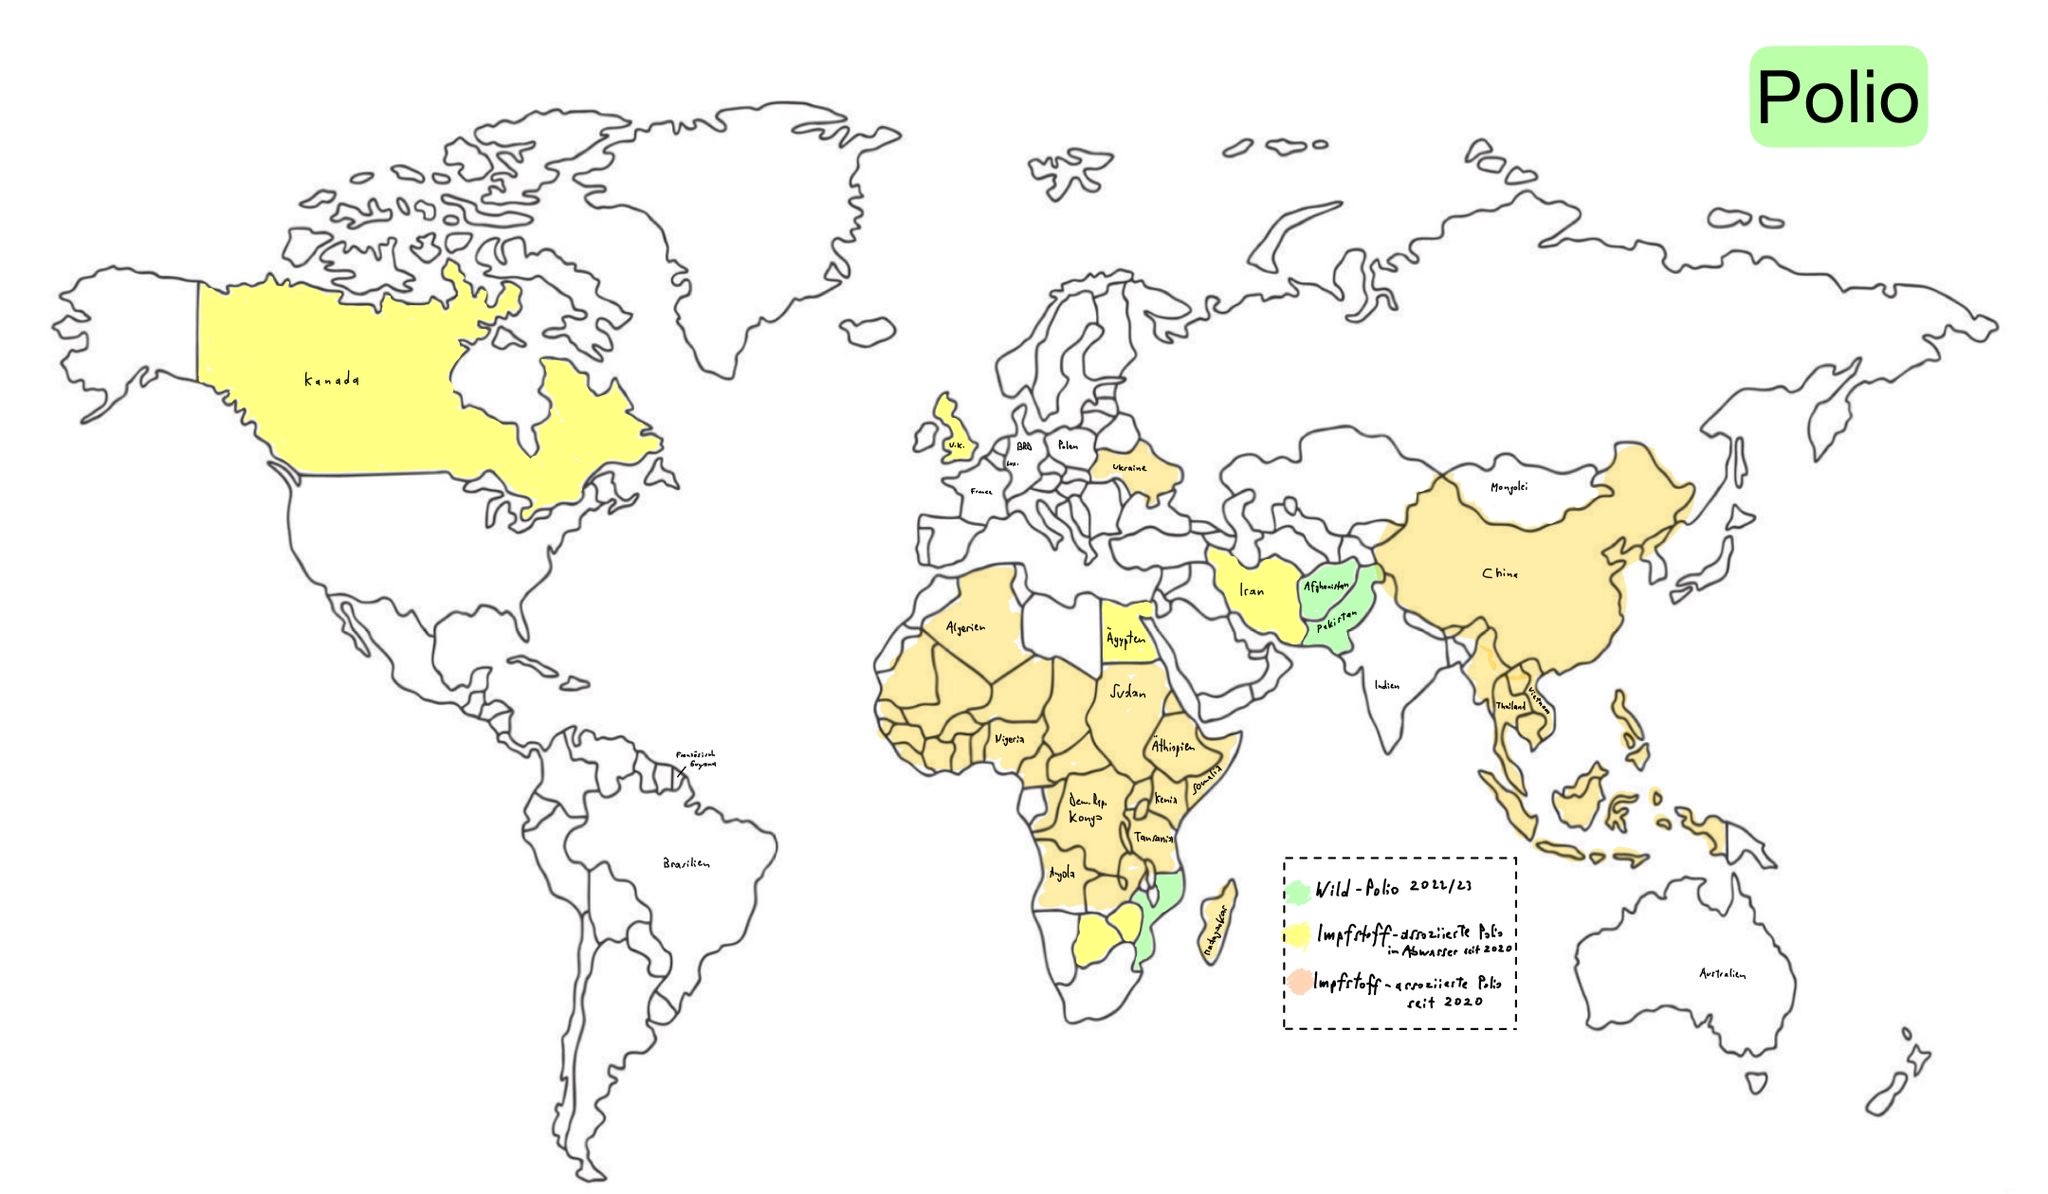 Polio
Kanada
U.K.
BRD
Polen
Lux.
France
Ukraine
Mongolei
China
Iran
Afghanistan
Pakistan
Indien
Thailand
Vietnam
Algerien
Ägypten
Sudan
Nigeria
Äthiopien
Somalia
Kenia
Dem. Rep.
Kongo
Tansania
Angola
Madagaskar
Französisch
Guyana
Brasilien
Australien
Wild-Polio 2022/23
Impfstoff-assoziierte Polio
in Abwasser seit 2020
Impfstoff-assoziierte Polio
seit 2020